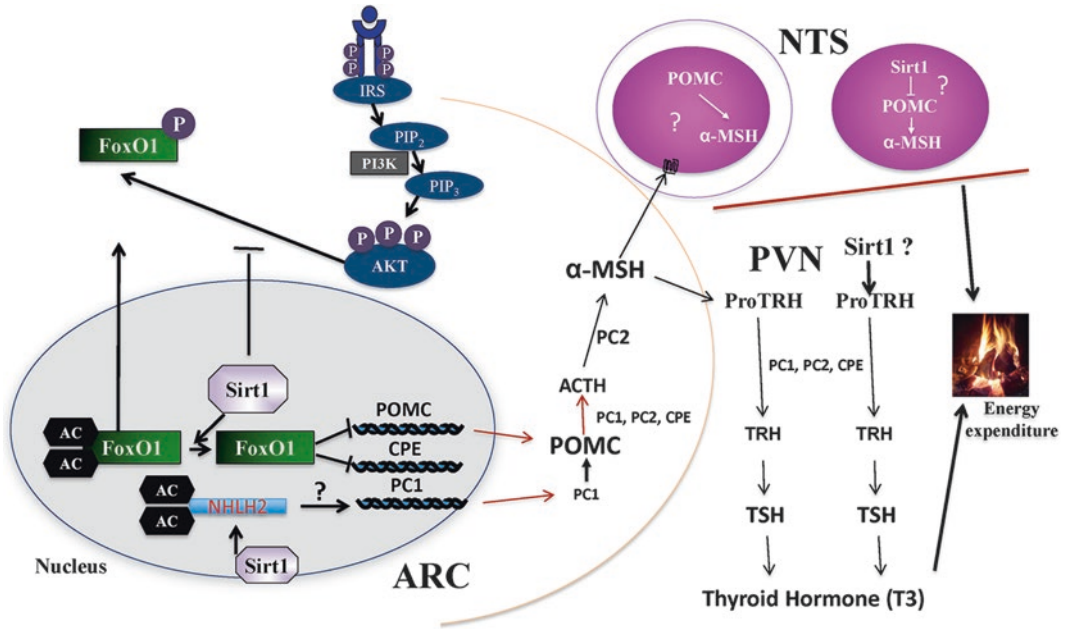 NTS
P P
P P
IRS
PIP2
PI3K
PIP3
P P P
AKT
P
FoxO1
POMC
?
α-MSH
Sirt1
?
POMC
α-MSH
α-MSH
PC2
ACTH
PC1, PC2, CPE
POMC
PC1
PVN
Sirt1 ?
ProTRH
ProTRH
PC1, PC2, CPE
TRH
TRH
TSH
TSH
Thyroid Hormone (T3)
Energy
expenditure
Sirt1
AC
AC
FoxO1
FoxO1
POMC
CPE
PC1
AC
AC
NHLH2
?
Sirt1
Nucleus
ARC